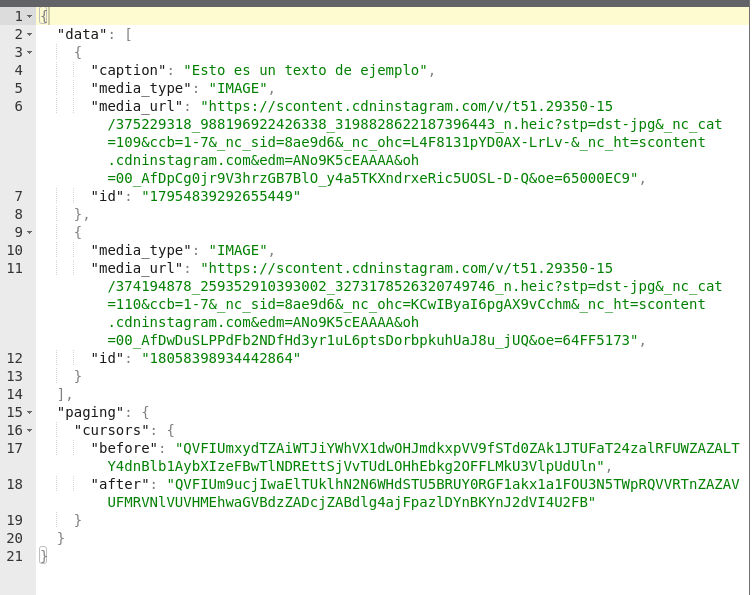 1 {
2 "data": [
3 {
4 "caption": "Esto es un texto de ejemplo",
5 "media_type": "IMAGE",
6 "media_url": "https://scontent.cdninstagram.com/v/t51.29350-15
/375229318_988196922426338_3198828622187396443_n.heic?stp=dst-jpg&_nc_cat
=109&ccb=1-7&_nc_sid=8ae9d6&_nc_ohc=L4F8131pYD0AX-LrLv-&_nc_ht=scontent
.cdninstagram.com&edm=ANo9K5cEAAAA&oh
=00_AfDpCg0jr9V3hrzGB7BlO_y4a5TKXndrxeRic5UOSL-D-Q&oe=65000EC9",
7 "id": "17954839292655449"
8 },
9 {
10 "media_type": "IMAGE",
11 "media_url": "https://scontent.cdninstagram.com/v/t51.29350-15
/374194878_259352910393002_3273178526320749746_n.heic?stp=dst-jpg&_nc_cat
=110&ccb=1-7&_nc_sid=8ae9d6&_nc_ohc=KCwIByaI6pgAX9vCchm&_nc_ht=scontent
.cdninstagram.com&edm=ANo9K5cEAAAA&oh
=00_AfDwDuSLPPdFb2NDfHd3yr1uL6ptsDorbpkuhUaJ8u_jUQ&oe=64FF5173",
12 "id": "18058398934442864"
13 }
14 ],
15 "paging": {
16 "cursors": {
17 "before": "QVFIUmxydTZAiWTJiYWhVX1dwOHJmdkxpVV9fSTd0ZAk1JTUFaT24zalRFUWZAZALT
Y4dnBlb1AybXIzeFBwTlNDREttSjVvTUdLOHhEbkg2OFFLMkU3VlpUdUln",
18 "after": "QVFIUm9ucjIwaElTUklhN2N6WHdSTU5BRUY0RGF1akx1a1FOU3N5TWpRQVVRTnZAZAV
UFMRVNlVUVHMEhwaGVBdzZADcjZABdlg4ajFpazlDYnBKYnJ2dVI4U2FB"
19 }
20 }
21 }